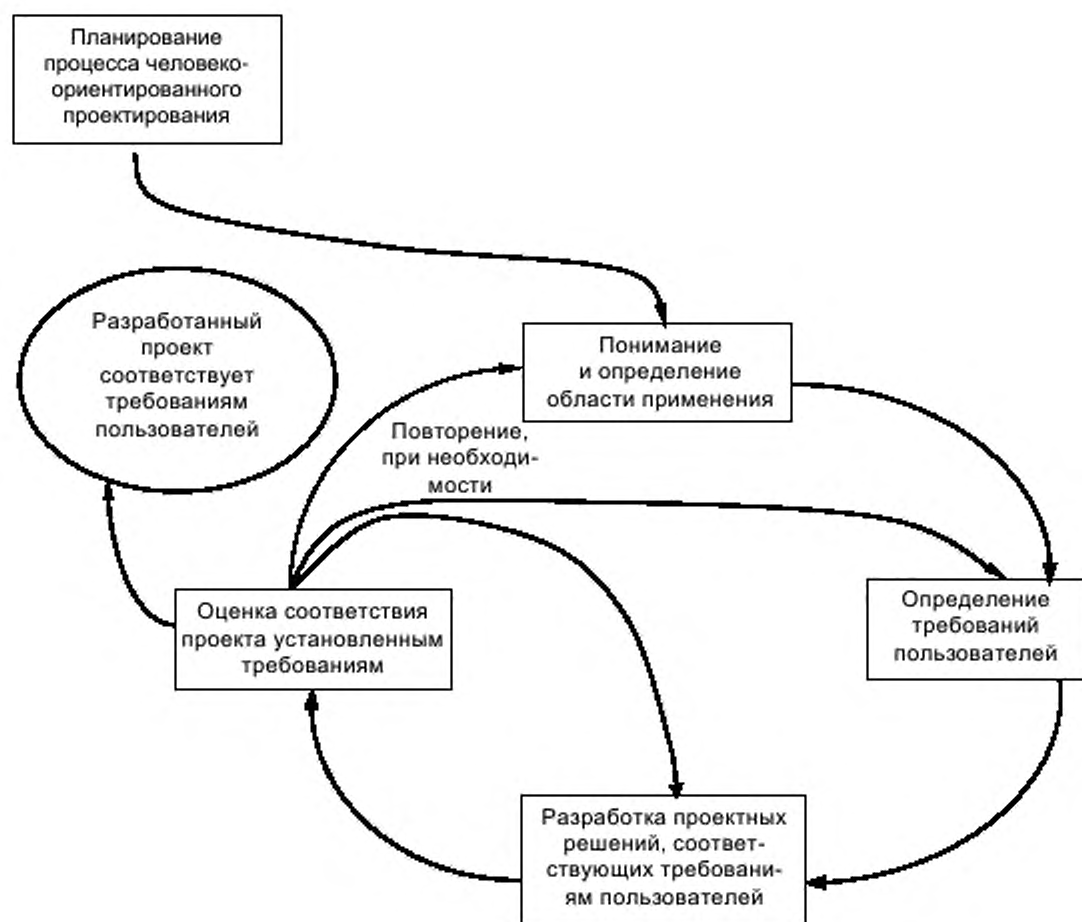 Планирование
процесса человеко-
ориентированного
проектирования
Разработанный
проект
соответствует
требованиям
пользователей
Понимание
и определение
области применения
Повторение,
при необходи-
мости
Оценка соответствия
проекта установленным
требованиям
Определение
требований
пользователей
Разработка проектных
решений, соответ-
ствующих требовани-
ям пользователей